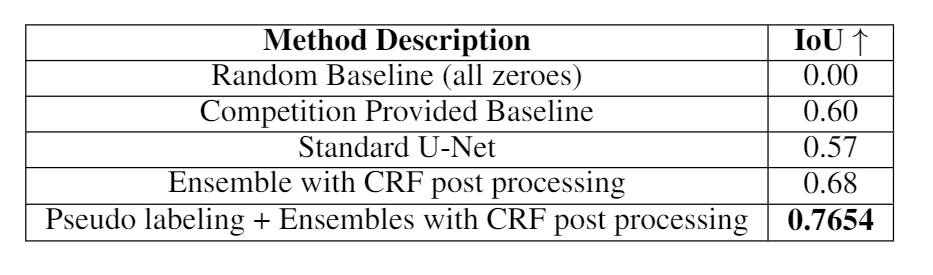 Method Description IoU ↑
Random Baseline (all zeroes) 0.00
Competition Provided Baseline 0.60
Standard U-Net 0.57
Ensemble with CRF post processing 0.68
Pseudo labeling + Ensembles with CRF post processing 0.7654